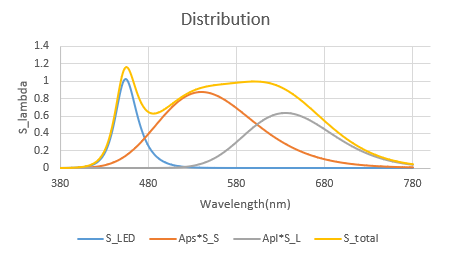 Distribution
1.4
1.2
1
0.8
0.6
0.4
0.2
0
S_lambda
380 480 580 680 780
Wavelength(nm)
S_LED Aps*S_S Apl*S_L S_total